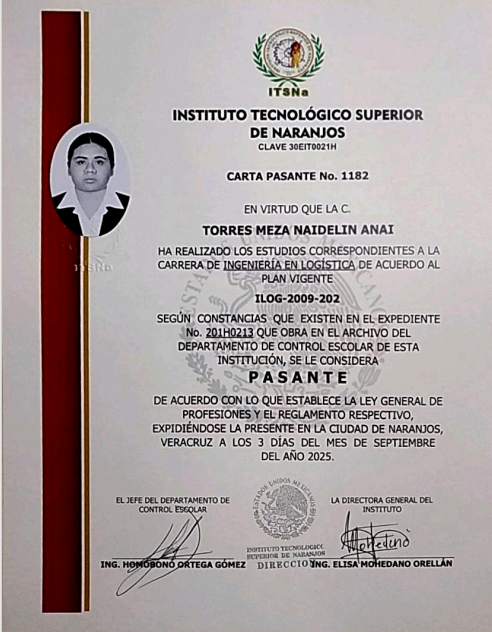 ITSNa
INSTITUTO TECNOLÓGICO SUPERIOR
DE NARANJOS
CLAVE 30EIT0021H
CARTA PASANTE No. 1182
EN VIRTUD QUE LA C.
TORRES MEZA NAIDELIN ANAI
HA REALIZADO LOS ESTUDIOS CORRESPONDIENTES A LA
CARRERA DE INGENIERÍA EN LOGÍSTICA DE ACUERDO AL
PLAN VIGENTE
ILOG-2009-202
SEGÚN CONSTANCIAS QUE EXISTEN EN EL EXPEDIENTE
No. 201H0213 QUE OBRA EN EL ARCHIVO DEL
DEPARTAMENTO DE CONTROL ESCOLAR DE ESTA
INSTITUCIÓN, SE LE CONSIDERA
PASANTE
DE ACUERDO CON LO QUE ESTABLECE LA LEY GENERAL DE
PROFESIONES Y EL REGLAMENTO RESPECTIVO,
EXPIDIÉNDOSE LA PRESENTE EN LA CIUDAD DE NARANJOS,
VERACRUZ A LOS 3 DÍAS DEL MES DE SEPTIEMBRE
DEL AÑO 2025.
EL JEFE DEL DEPARTAMENTO DE
CONTROL ESCOLAR
ESTADOS UNIDOS MEXICANOS
LA DIRECTORA GENERAL DEL
INSTITUTO
INSTITUTO TECNOLOGICO
SUPERIOR DE NARANJOS
DIRECCION
ING. HOMOBONO ORTEGA GÓMEZ
ING. ELISA MOHEDANO ORELLÁN